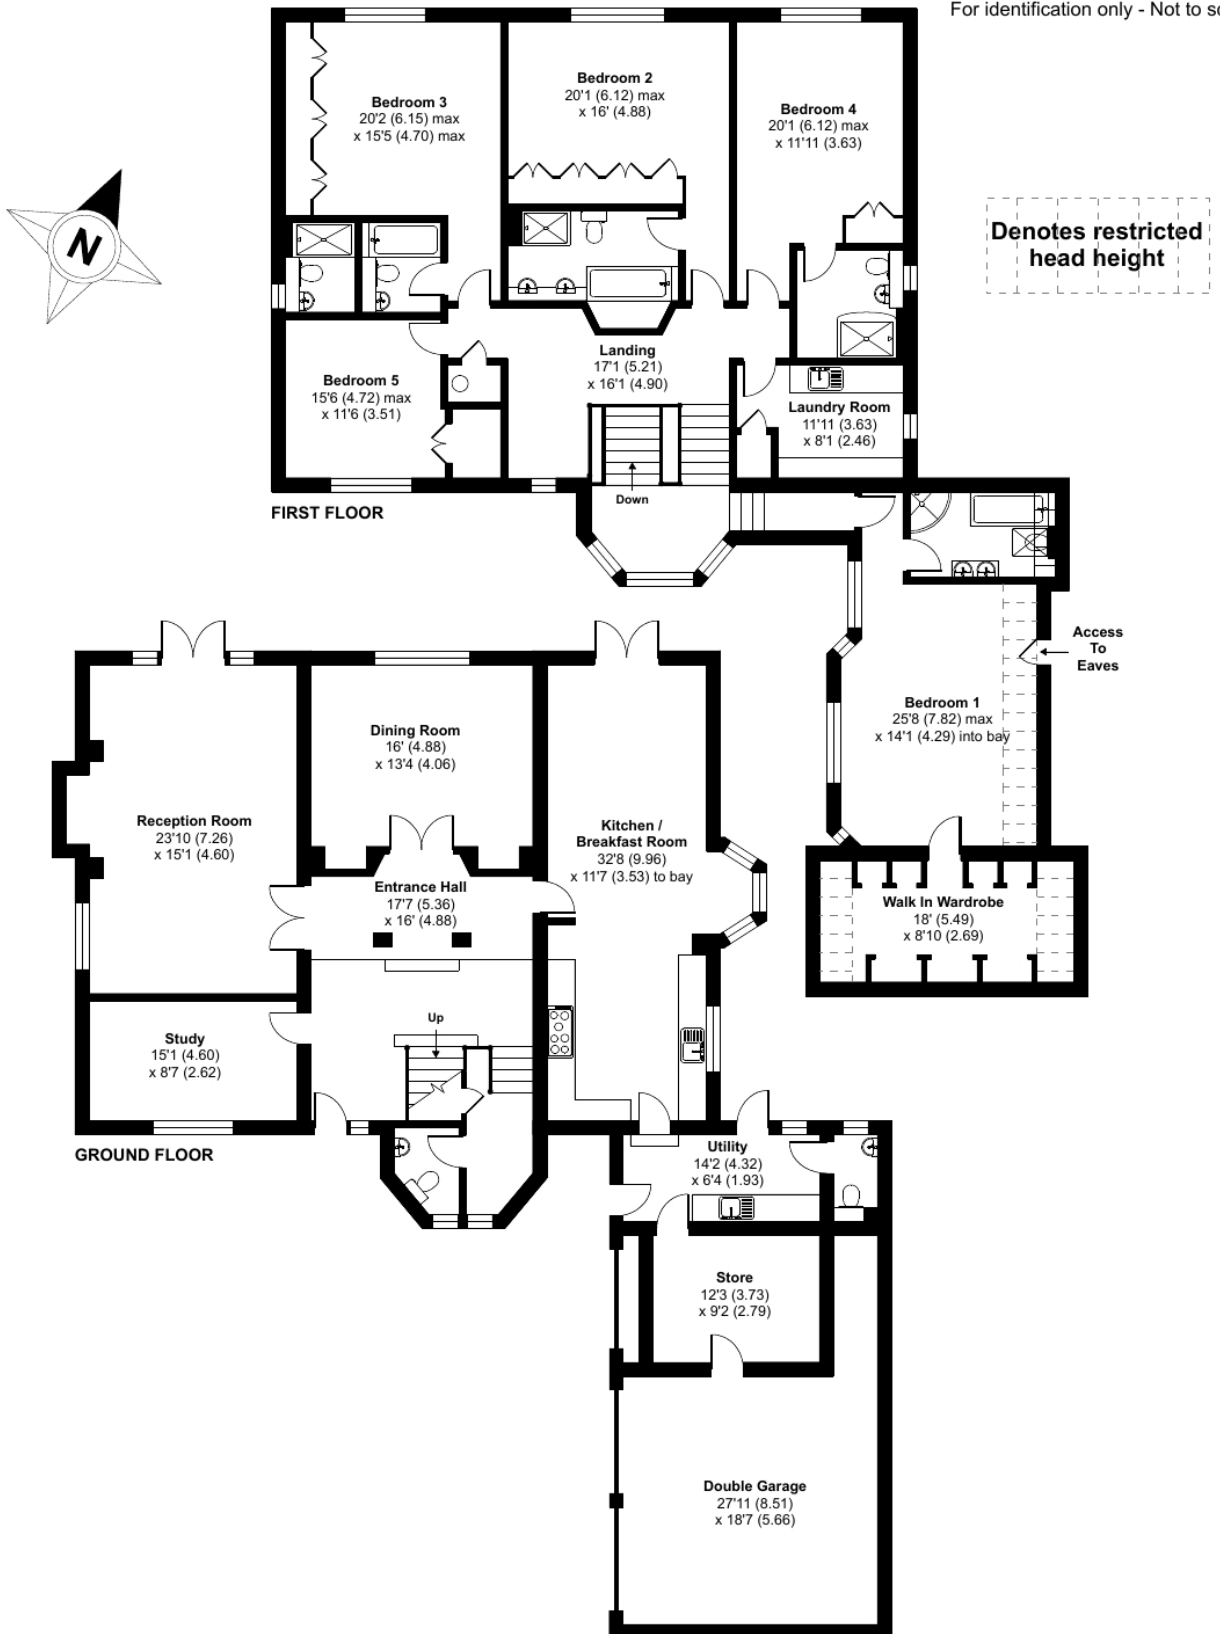 For identification only - Not to
Bedroom 3
20'2 (6.15) max
x 15'5 (4.70) max
Bedroom 2
20'1 (6.12) max
x 16' (4.88)
Bedroom 4
20'1 (6.12) max
x 11'11 (3.63)
N
Denotes restricted
head height
Landing
17'1 (5.21)
x 16'1 (4.90)
Bedroom 5
15'6 (4.72) max
x 11'6 (3.51)
Laundry Room
11'11 (3.63)
x 8'1 (2.46)
Down
FIRST FLOOR
Access
To
Eaves
Bedroom 1
25'8 (7.82) max
x 14'1 (4.29) into bay
Dining Room
16' (4.88)
x 13'4 (4.06)
Reception Room
23'10 (7.26)
x 15'1 (4.60)
Kitchen /
Breakfast Room
32'8 (9.96)
x 11'7 (3.53) to bay
Entrance Hall
17'7 (5.36)
x 16' (4.88)
Walk In Wardrobe
18' (5.49)
x 8'10 (2.69)
Up
Study
15'1 (4.60)
x 8'7 (2.62)
GROUND FLOOR
Utility
14'2 (4.32)
x 6'4 (1.93)
Store
12'3 (3.73)
x 9'2 (2.79)
Double Garage
27'11 (8.51)
x 18'7 (5.66)